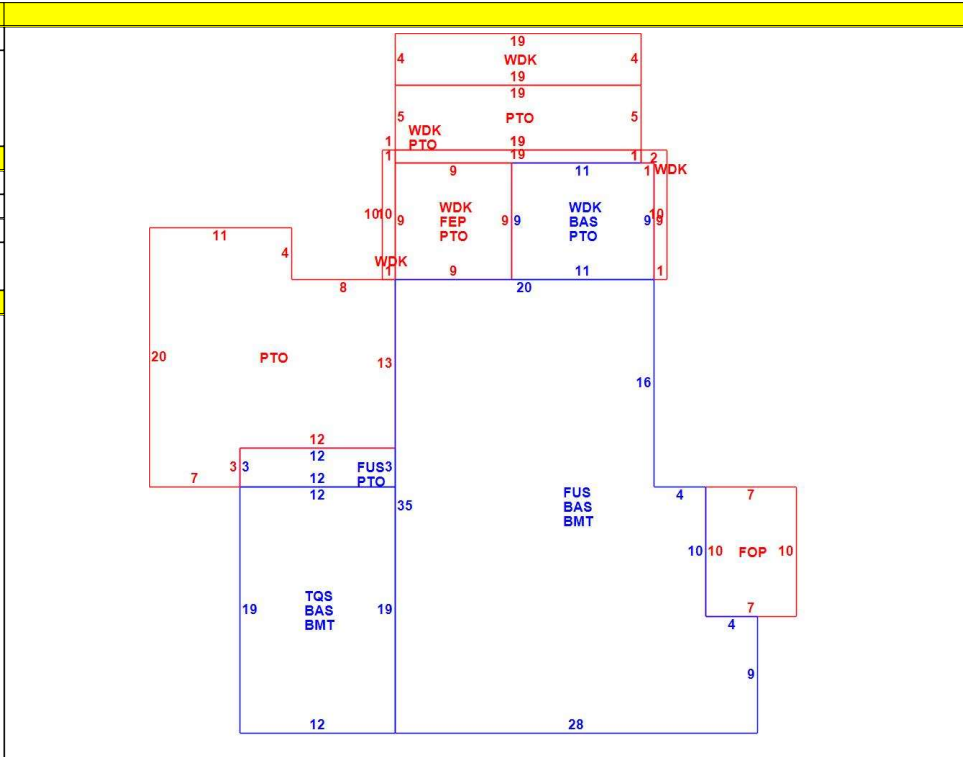 19
4 WDK 4
19
19
5 PTO 5
WDK
1 PTO 19
1 19 1 2
9 11 1 WDK
WDK
FEP
PTO
WDK
BAS
PTO
10 10 9 9 9 9 10 9
11
4
WDK 1 9 11 1
8 20
20 PTO 13 16
12
3 3 12 FUS 3
7 12 PTO
12
35
FUS
BAS
BMT
4 7
10 10 FOP 10
7
4
TQS
BAS
BMT
19 19
9
12 28